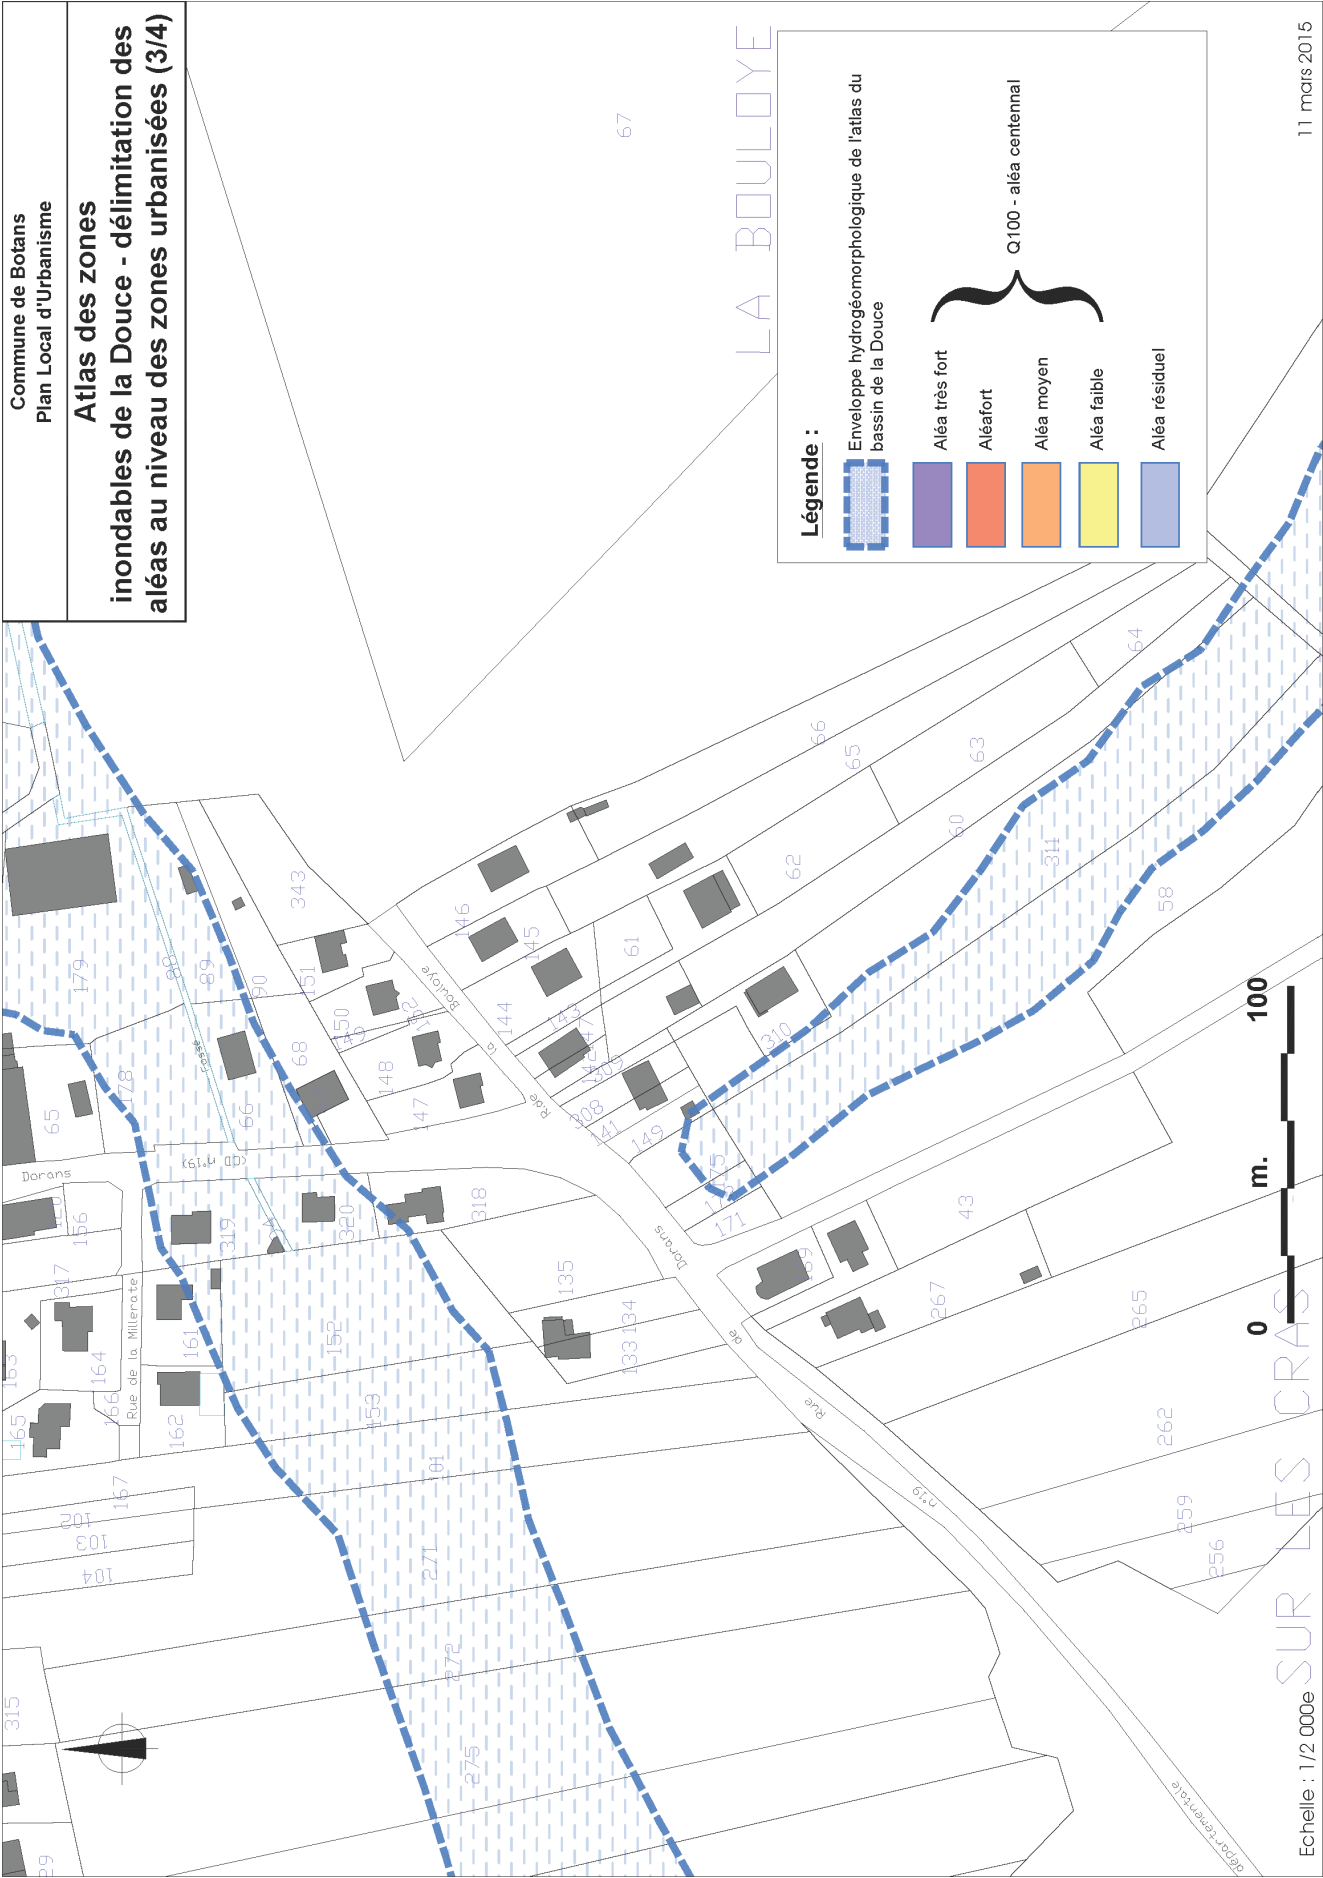 Commune de Botans
Plan Local d'Urbanisme
Atlas des zones
inondables de la Douce - délimitation des
aléas au niveau des zones urbanisées (3/4)
Légende :
Enveloppe hydrogéomorphologique de l'atlas du
bassin de la Douce
Aléa très fort
Aléafort
Aléa moyen
Aléa faible
Q100 - aléa centennal
Aléa résiduel
11 mars 2015
LA BOULOYE
67
SUR LES CRAS
Echelle : 1/2 000e
0 m. 100
Dorans
(CD n°19)
Fossé
Rue de la Millerate
R.de la Bouloye
Rue de Dorans
départementale n°19
179
178
65
66
68
89
90
343
151
150
149
148
147
192
146
145
144
143
61
62
63
64
65
66
60
311
58
310
308
141
149
175
171
43
267
265
262
259
256
318
320
319
135
134
133
152
153
101
271
272
275
156
317
161
162
163
164
165
166
167
102
103
104
315
29